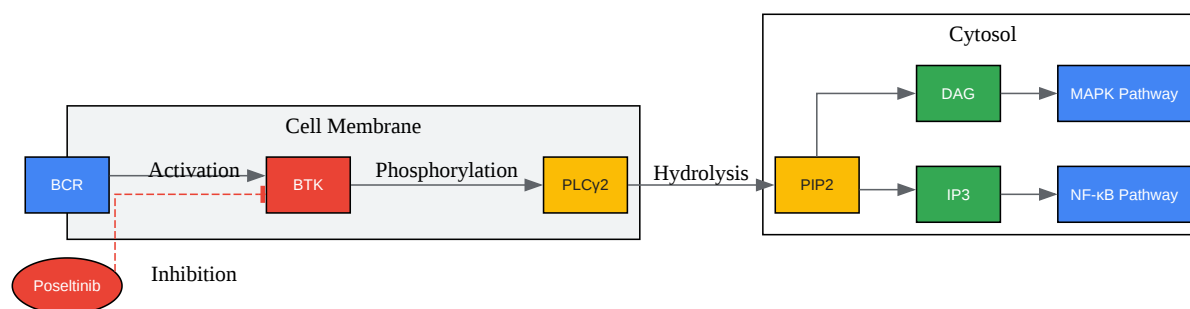 Cytosol
DAG
MAPK Pathway
Cell Membrane
BCR
Activation
BTK
Phosphorylation
PLCγ2
Hydrolysis
PIP2
IP3
NF-κB Pathway
Poseltinib
Inhibition